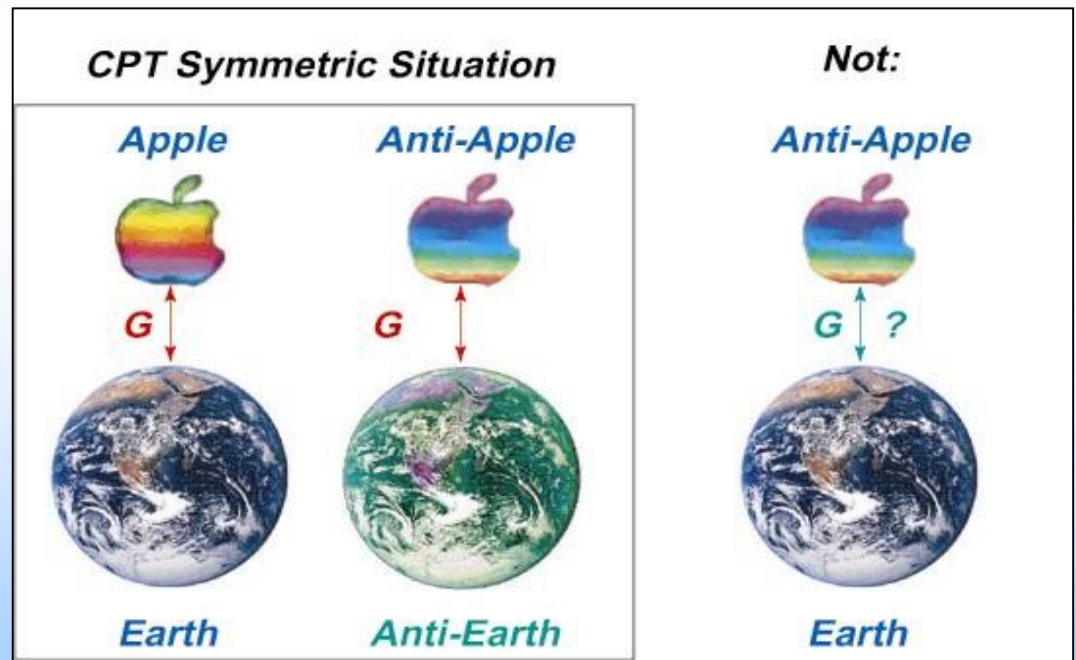 CPT Symmetric Situation
Not:
Apple
Anti-Apple
Anti-Apple
G
G
G ?
Earth
Anti-Earth
Earth